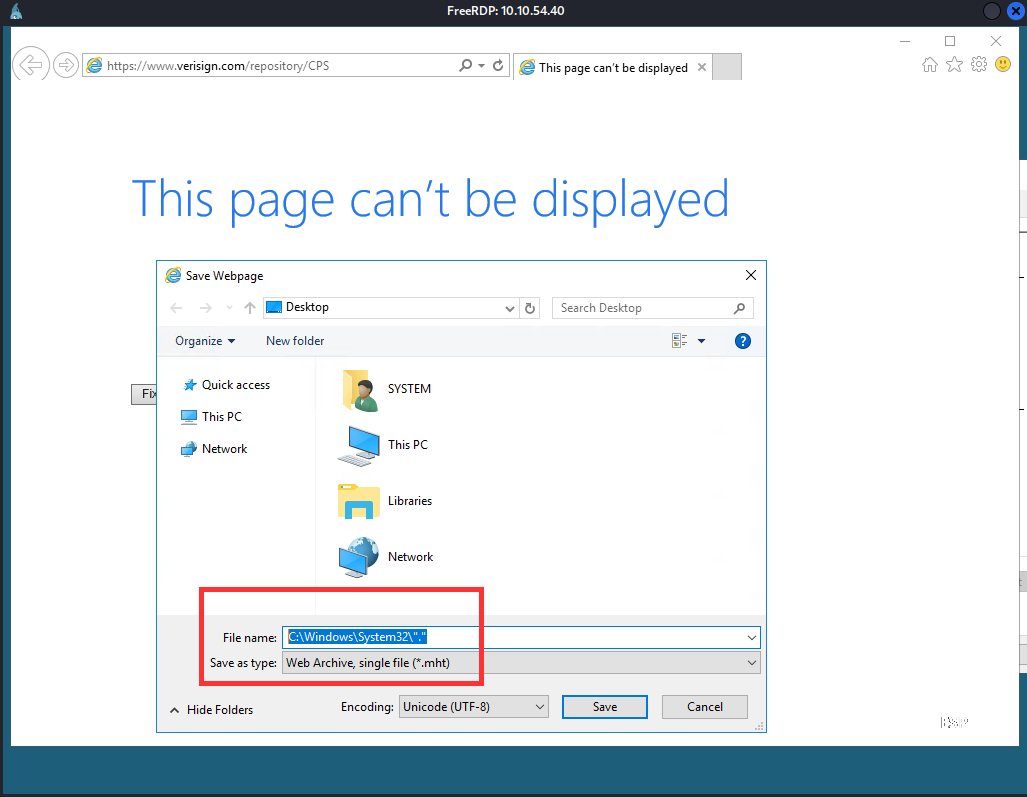 FreeRDP: 10.10.54.40
https://www.verisign.com/repository/CPS
This page can't be displayed
This page can't be displayed
Save Webpage
Desktop
Search Desktop
Organize
New folder
Quick access
This PC
Network
SYSTEM
This PC
Libraries
Network
Fix
File name: C:\Windows\System32\"."
Save as type: Web Archive, single file (*.mht)
Hide Folders
Encoding: Unicode (UTF-8)
Save
Cancel